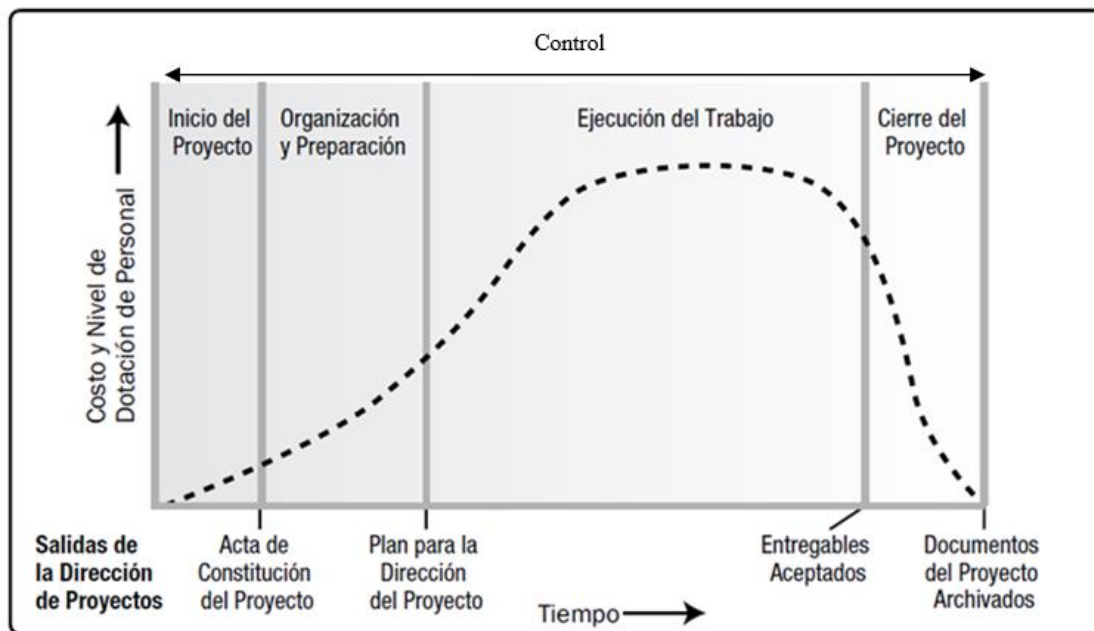 Control
Inicio del
Proyecto
Organización
y Preparación
Ejecución del Trabajo
Cierre del
Proyecto
Costo y Nivel de
Dotación de Personal
Salidas de
la Dirección
de Proyectos
Acta de
Constitución
del Proyecto
Plan para la
Dirección
del Proyecto
Tiempo
Entregables
Aceptados
Documentos
del Proyecto
Archivados